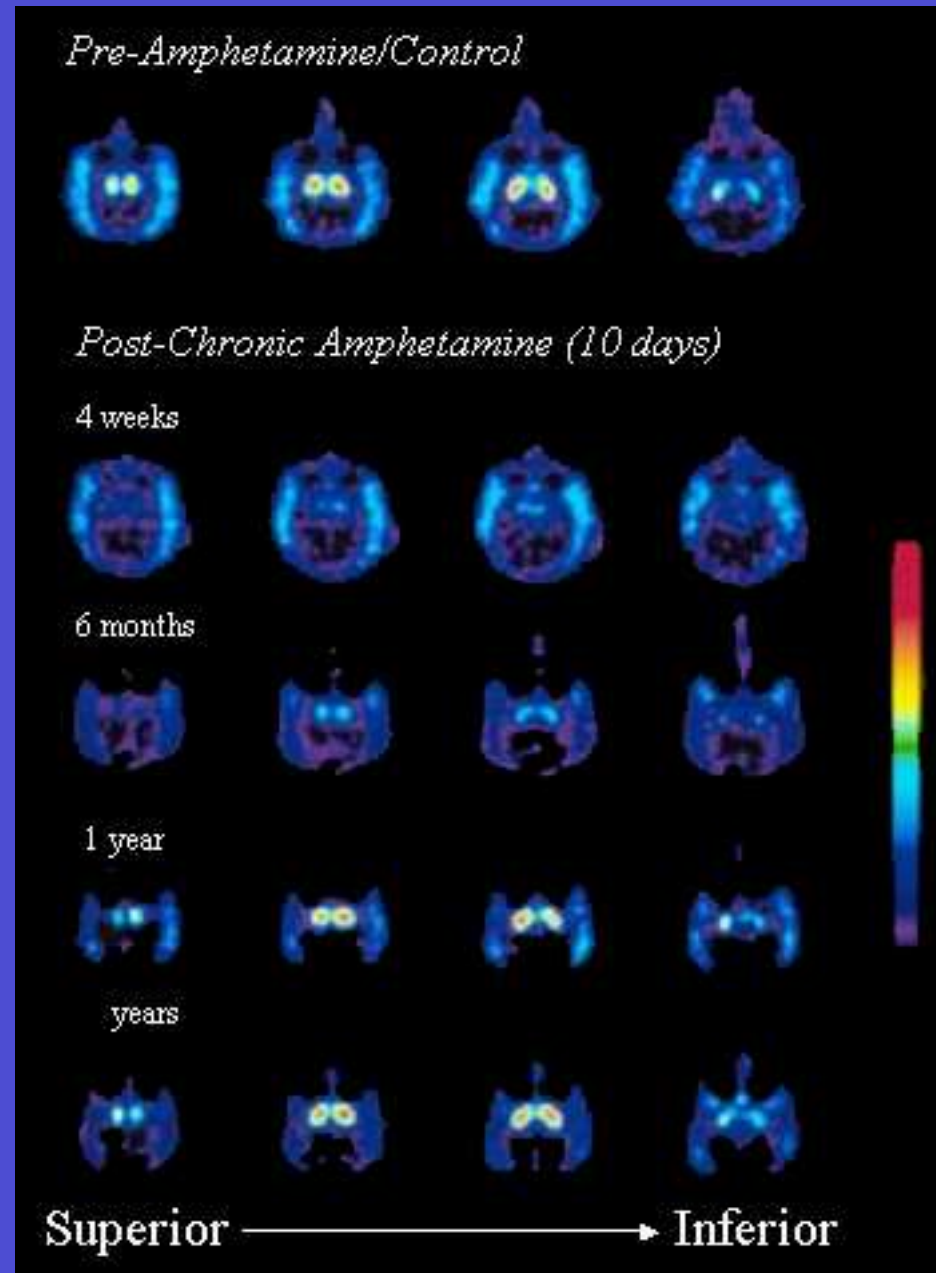 Pre-Amphetamine/Control
Post-Chronic Amphetamine (10 days)
4 weeks
6 months
1 year
years
Superior
Inferior